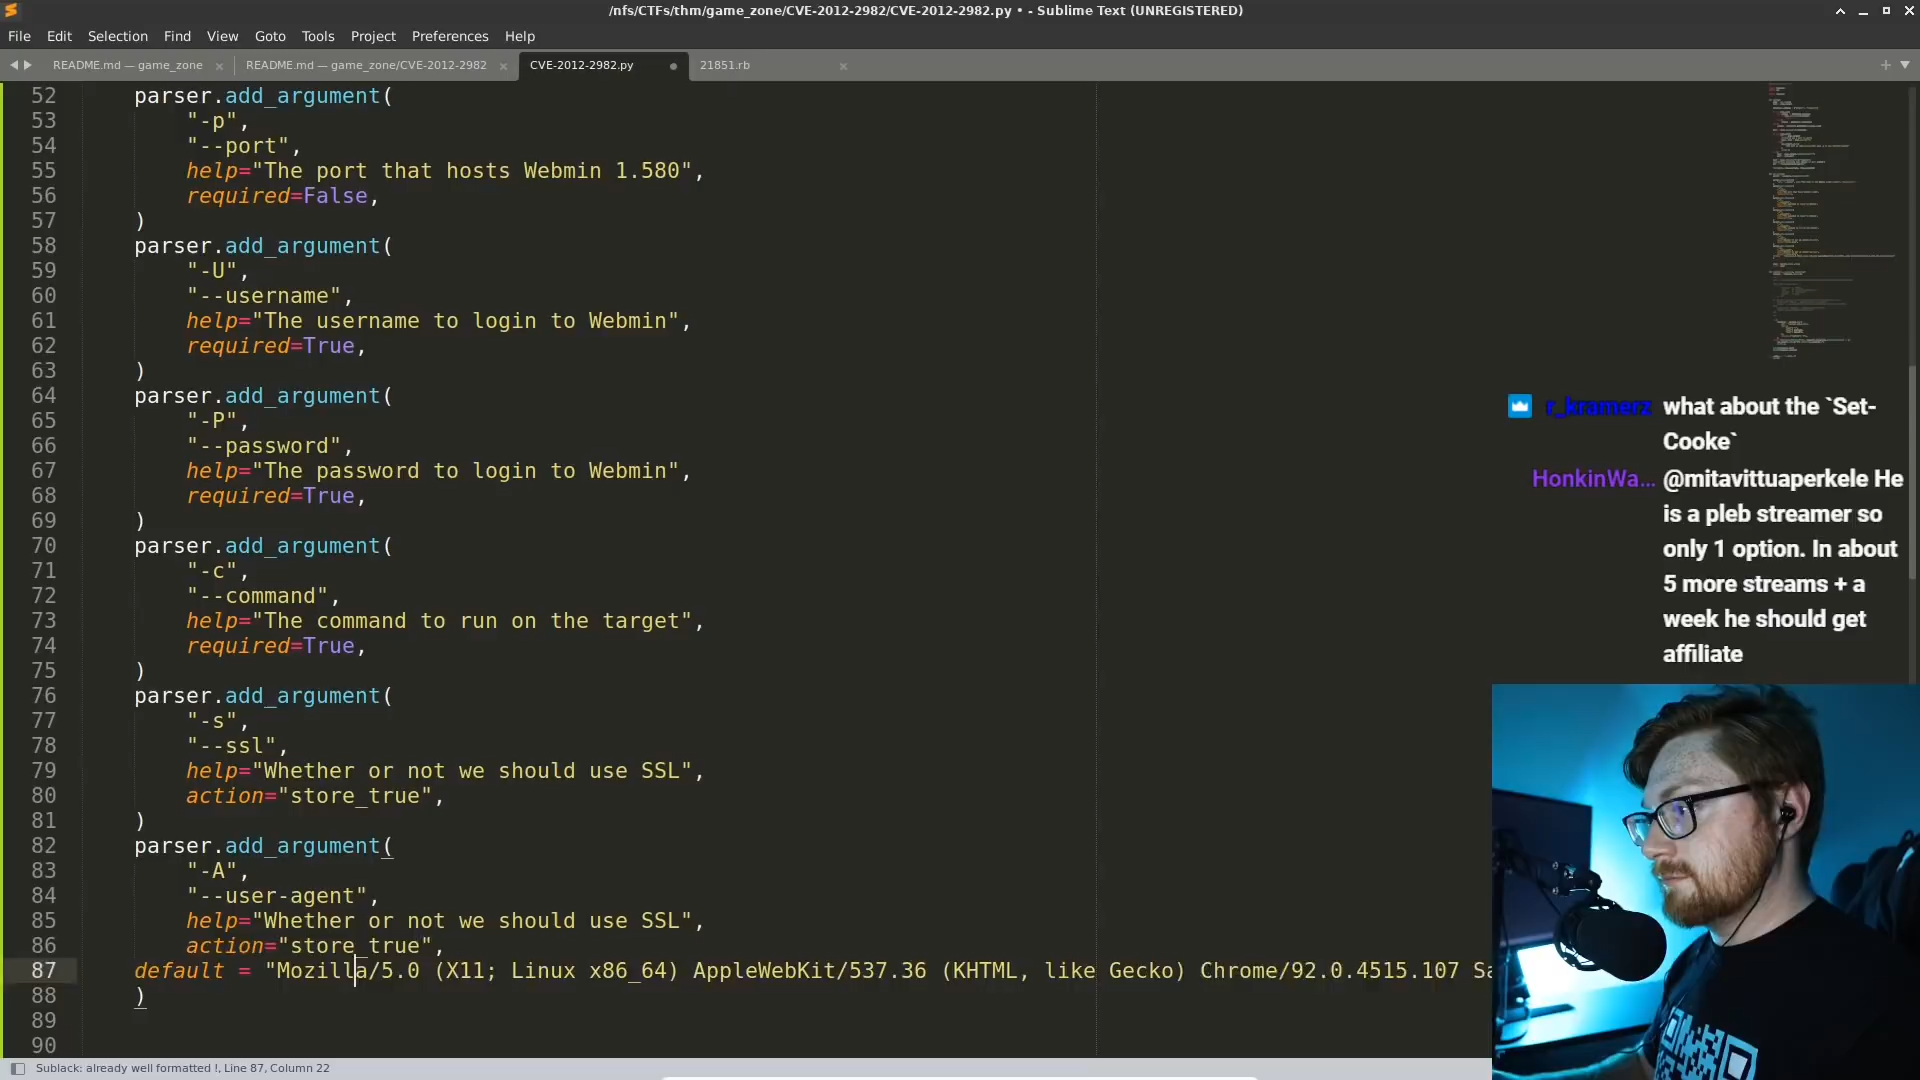 /nfs/CTFs/thm/game_zone/CVE-2012-2982/CVE-2012-2982.py • - Sublime Text (UNREGISTERED)
File Edit Selection Find View Goto Tools Project Preferences Help
README.md — game_zone
README.md — game_zone/CVE-2012-2982
CVE-2012-2982.py
21851.rb
52 parser.add_argument(
53 "-p",
54 "--port",
55 help="The port that hosts Webmin 1.580",
56 required=False,
57 )
58 parser.add_argument(
59 "-U",
60 "--username",
61 help="The username to login to Webmin",
62 required=True,
63 )
64 parser.add_argument(
65 "-P",
66 "--password",
67 help="The password to login to Webmin",
68 required=True,
69 )
70 parser.add_argument(
71 "-c",
72 "--command",
73 help="The command to run on the target",
74 required=True,
75 )
76 parser.add_argument(
77 "-s",
78 "--ssl",
79 help="Whether or not we should use SSL",
80 action="store_true",
81 )
82 parser.add_argument(
83 "-A",
84 "--user-agent",
85 help="Whether or not we should use SSL",
86 action="store_true",
87 default = "Mozilla/5.0 (X11; Linux x86_64) AppleWebKit/537.36 (KHTML, like Gecko) Chrome/92.0.4515.107 Sa
88 )
89
90
r_kramerz what about the `Set-
Cooke`
HonkinWa... @mitavittuaperkele He
is a pleb streamer so
only 1 option. In about
5 more streams + a
week he should get
affiliate
Sublack: already well formatted !, Line 87, Column 22